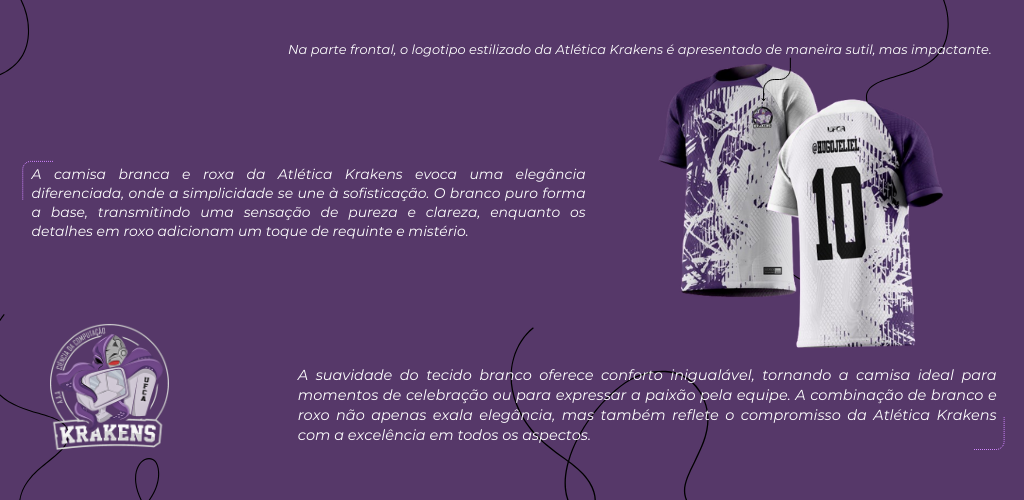 Na parte frontal, o logotipo estilizado da Atlética Krakens é apresentado de maneira sutil, mas impactante.
UFCA
@HUGOJELJEL
10
A camisa branca e roxa da Atlética Krakens evoca uma elegância
diferenciada, onde a simplicidade se une à sofisticação. O branco puro forma
a base, transmitindo uma sensação de pureza e clareza, enquanto os
detalhes em roxo adicionam um toque de requinte e mistério.
CIÊNCIA DA COMPUTAÇÃO
UFCA
KRAKENS
A suavidade do tecido branco oferece conforto inigualável, tornando a camisa ideal para
momentos de celebração ou para expressar a paixão pela equipe. A combinação de branco e
roxo não apenas exala elegância, mas também reflete o compromisso da Atlética Krakens
com a excelência em todos os aspectos.